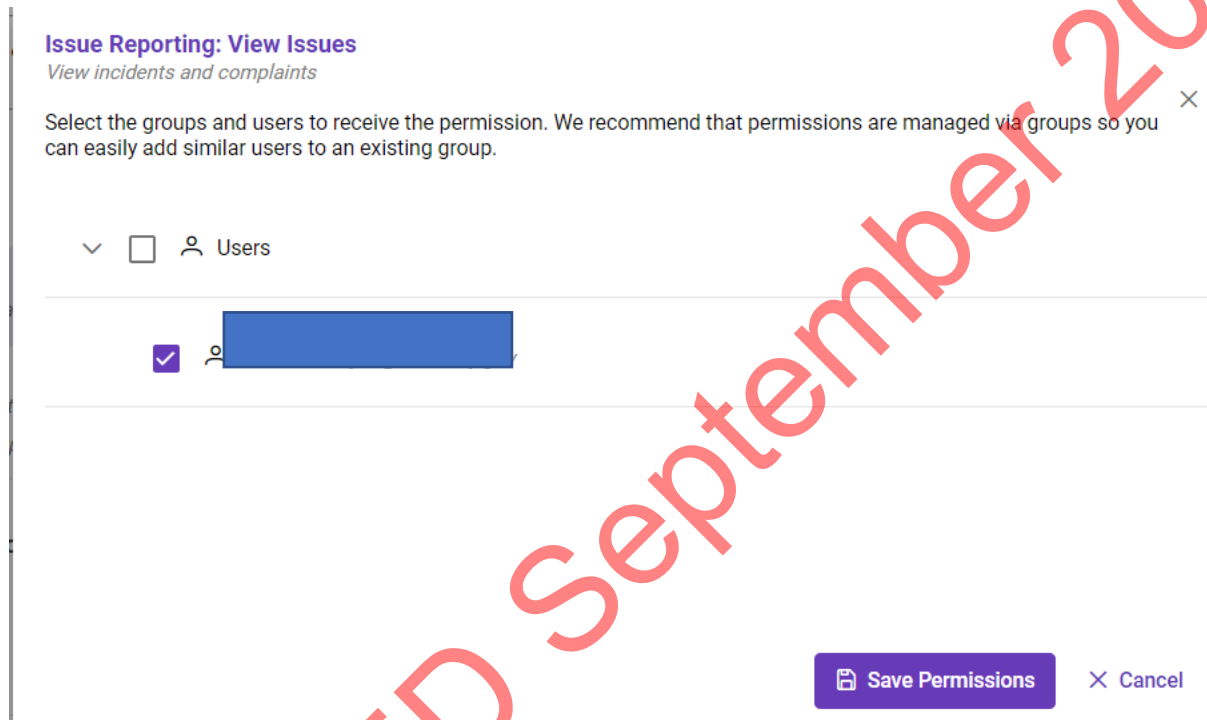 Issue Reporting: View Issues
View incidents and complaints
Select the groups and users to receive the permission. We recommend that permissions are managed via groups so you
can easily add similar users to an existing group.
Users
Save Permissions
Cancel
September 20